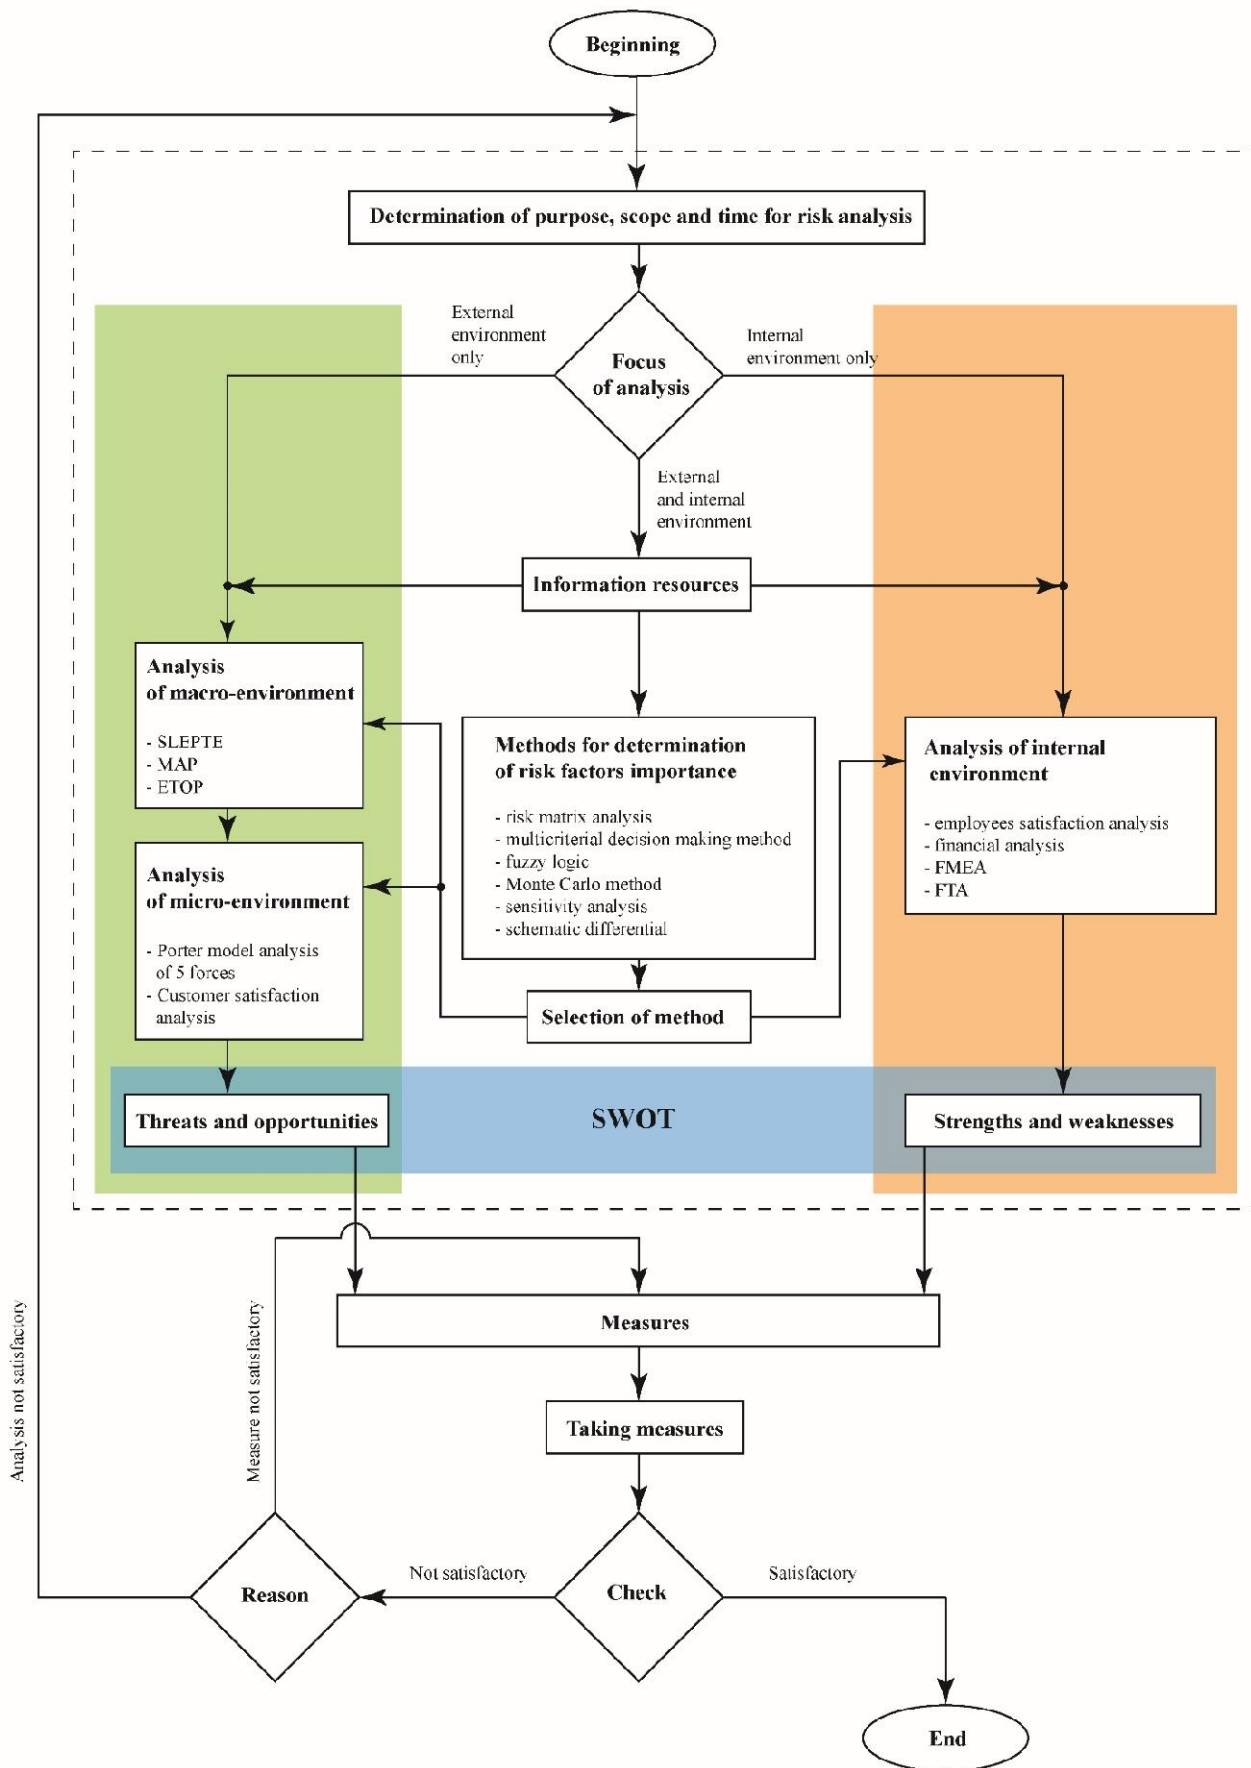 Beginning
Determination of purpose, scope and time for risk analysis
External
environment
only
Internal
environment only
Focus
of analysis
External
and internal
environment
Information resources
Analysis
of macro-environment
- SLEPTE
- MAP
- ETOP
Methods for determination
of risk factors importance
- risk matrix analysis
- multicriterial decision making method
- fuzzy logic
- Monte Carlo method
- sensitivity analysis
- schematic differential
Analysis of internal
environment
- employees satisfaction analysis
- financial analysis
- FMEA
- FTA
Analysis
of micro-environment
- Porter model analysis
of 5 forces
- Customer satisfaction
analysis
Selection of method
Threats and opportunities
SWOT
Strengths and weaknesses
Measures
Analysis not satisfactory
Measure not satisfactory
Taking measures
Reason
Not satisfactory
Check
Satisfactory
End